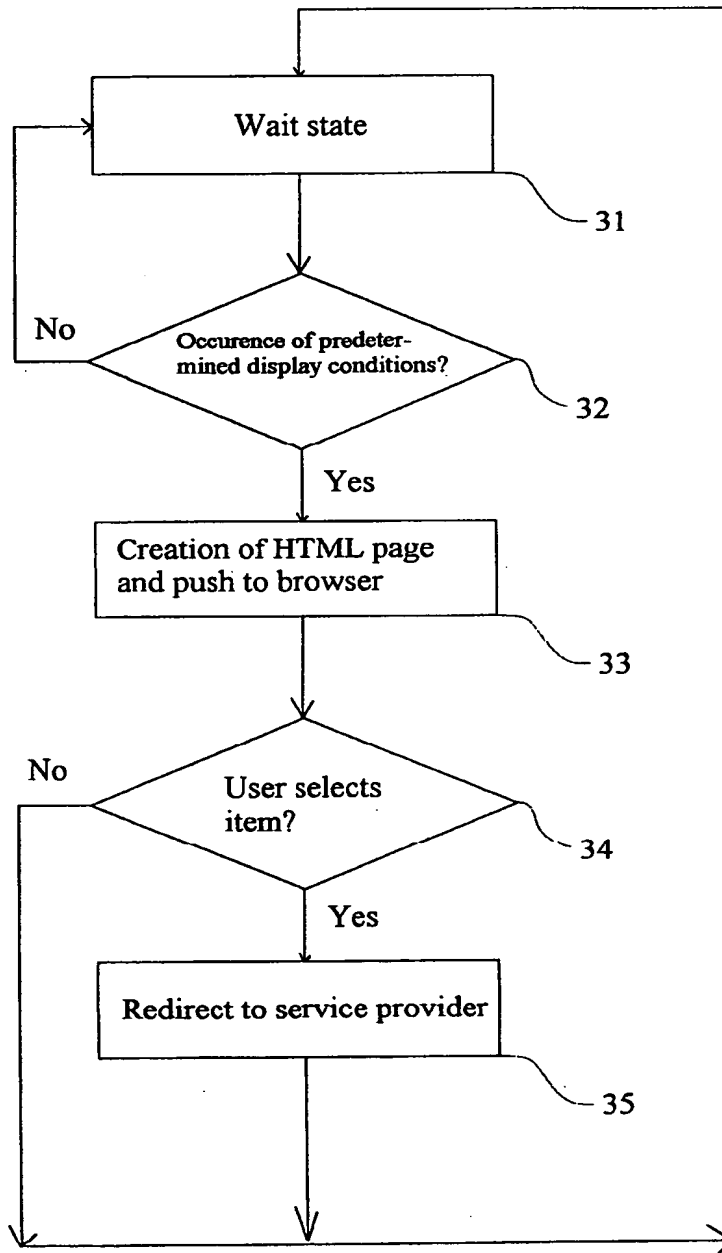 Wait state
31
No
Occurence of predeter-
mined display conditions?
32
Yes
Creation of HTML page
and push to browser
33
No
User selects
item?
34
Yes
Redirect to service provider
35